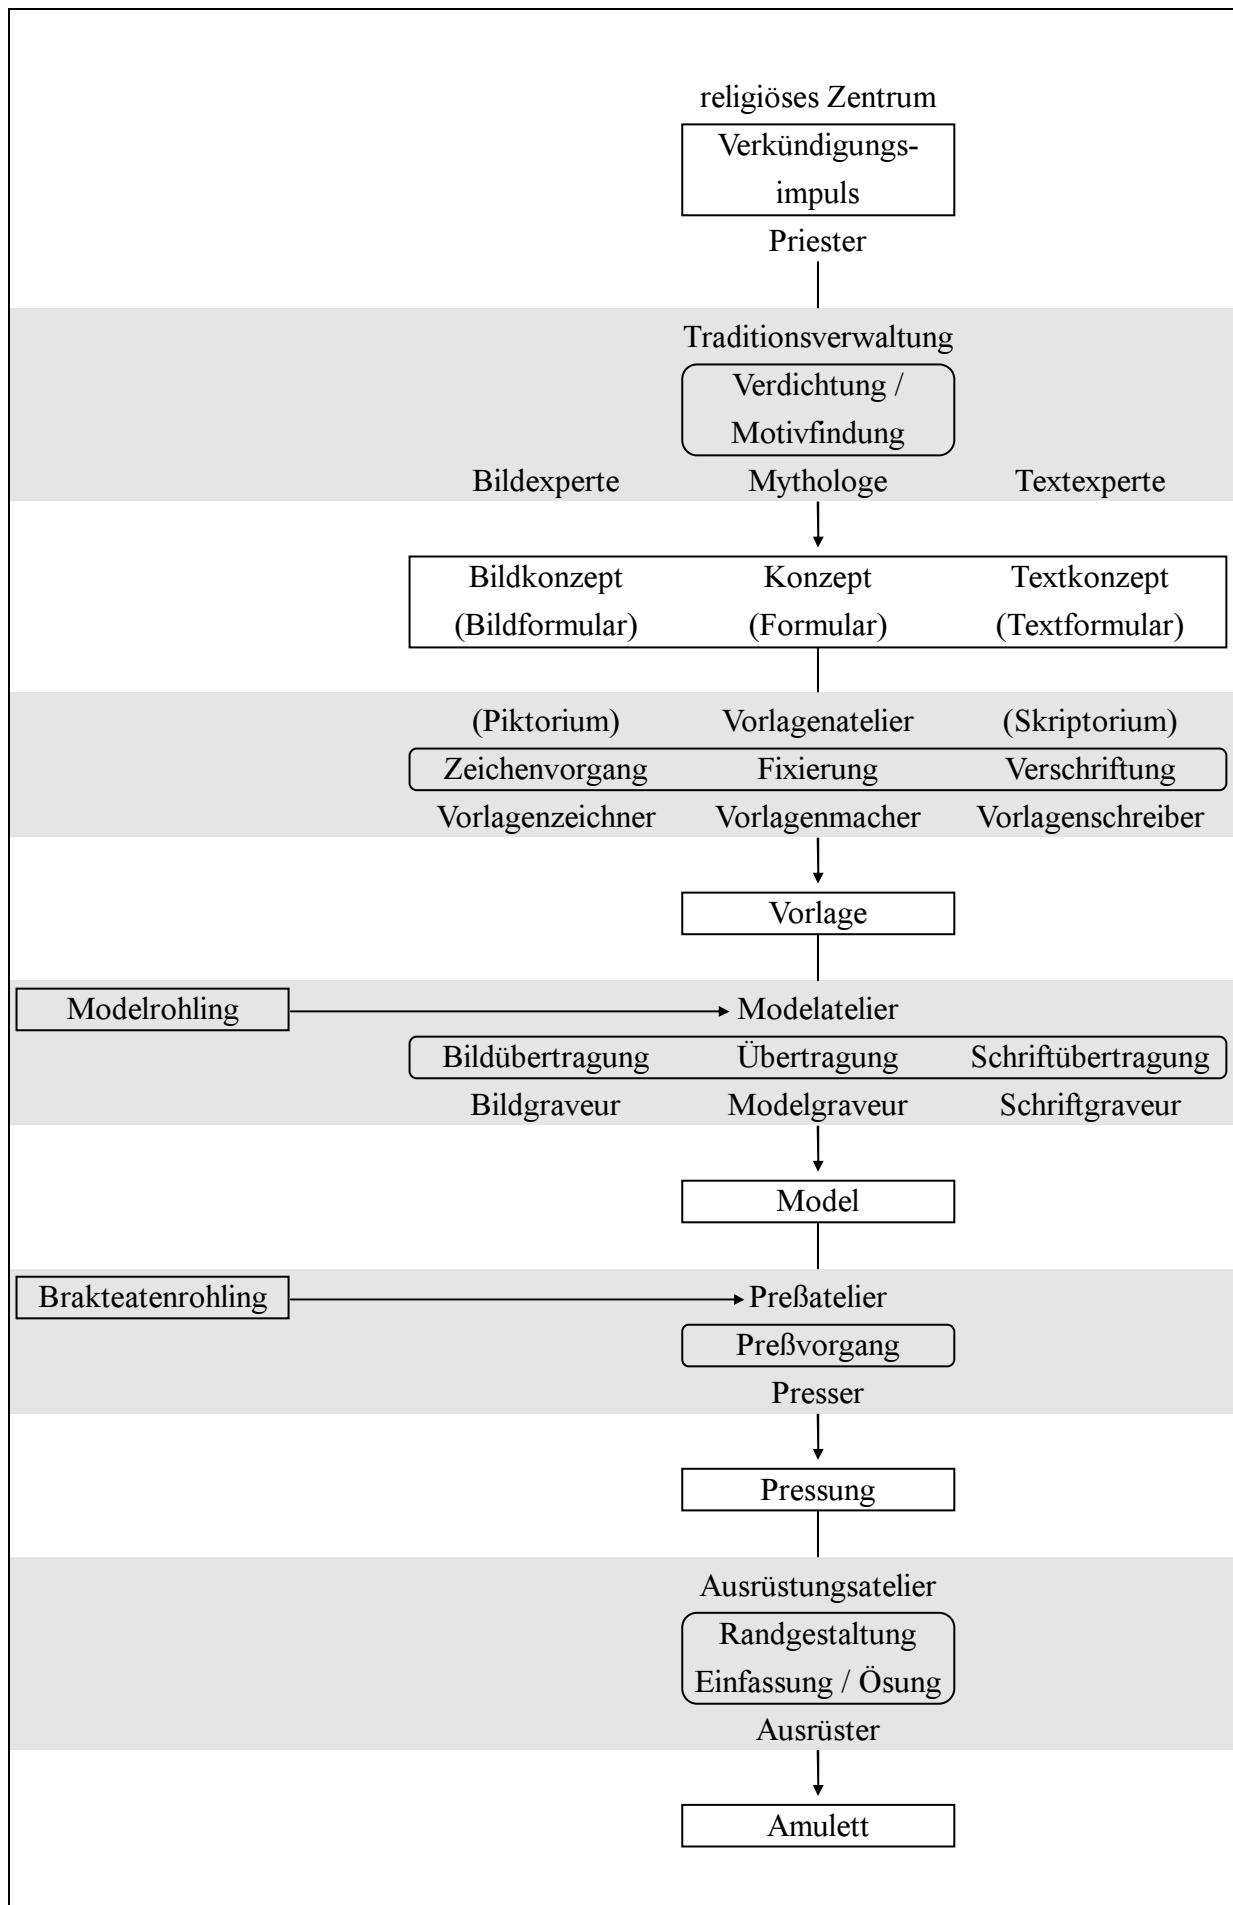 religiöses Zentrum
Verkündigungs-
impuls
Priester
Traditionsverwaltung
Verdichtung /
Motivfindung
Bildexperte Mythologe Textexperte
Bildkonzept Konzept Textkonzept
(Bildformular) (Formular) (Textformular)
(Piktorium) Vorlagenatelier (Skriptorium)
Zeichenvorgang Fixierung Verschriftung
Vorlagenzeichner Vorlagenmacher Vorlagenschreiber
Vorlage
Modelrohling Modelatelier
Bildübertragung Übertragung Schriftübertragung
Bildgraveur Modelgraveur Schriftgraveur
Model
Brakteatenrohling Preßatelier
Preßvorgang
Presser
Pressung
Ausrüstungsatelier
Randgestaltung
Einfassung / Ösung
Ausrüster
Amulett